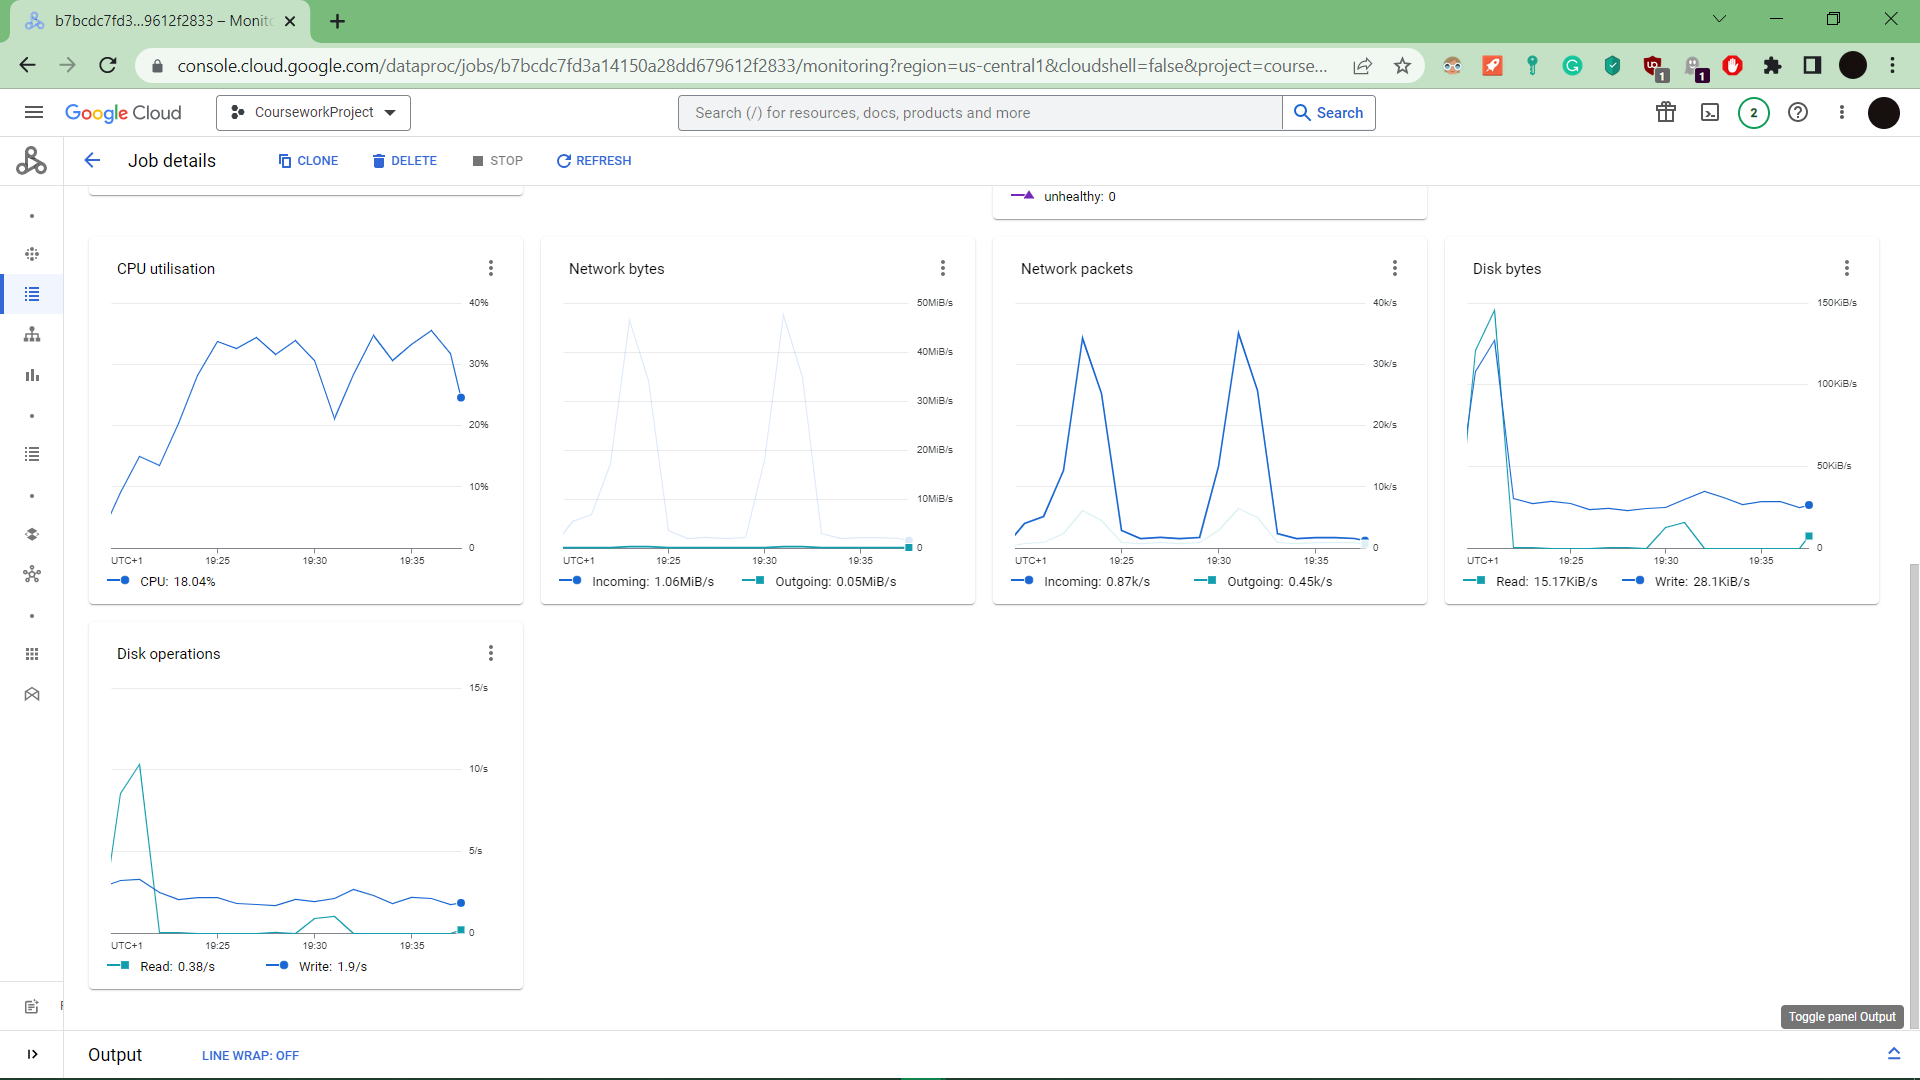 b7bcdc7fd3...9612f2833 – Monit
console.cloud.google.com/dataproc/jobs/b7bcdc7fd3a14150a28dd679612f2833/monitoring?region=us-central1&cloudshell=false&project=course...
1
1
Google Cloud
CourseworkProject
Search (/) for resources, docs, products and more
Search
2
Job details
CLONE
DELETE
STOP
REFRESH
unhealthy: 0
CPU utilisation
40%
30%
20%
10%
0
UTC+1 19:25 19:30 19:35
CPU: 18.04%
Network bytes
50MiB/s
40MiB/s
30MiB/s
20MiB/s
10MiB/s
0
UTC+1 19:25 19:30 19:35
Incoming: 1.06MiB/s Outgoing: 0.05MiB/s
Network packets
40k/s
30k/s
20k/s
10k/s
0
UTC+1 19:25 19:30 19:35
Incoming: 0.87k/s Outgoing: 0.45k/s
Disk bytes
150KiB/s
100KiB/s
50KiB/s
0
UTC+1 19:25 19:30 19:35
Read: 15.17KiB/s Write: 28.1KiB/s
Disk operations
15/s
10/s
5/s
0
UTC+1 19:25 19:30 19:35
Read: 0.38/s Write: 1.9/s
Toggle panel Output
Output
LINE WRAP: OFF